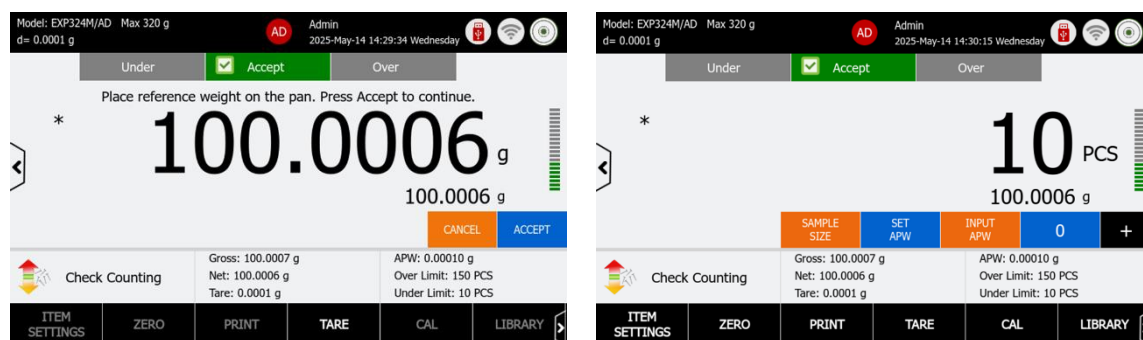 Model: EXP324M/AD Max 320 g
d= 0.0001 g
AD
Admin
2025-May-14 14:29:34 Wednesday
Under
Accept
Over
Place reference weight on the pan. Press Accept to continue.
*
100.0006 g
100.0006 g
CANCEL
ACCEPT
Check Counting
Gross: 100.0007 g
Net: 100.0006 g
Tare: 0.0001 g
APW: 0.00010 g
Over Limit: 150 PCS
Under Limit: 10 PCS
ITEM
SETTINGS
ZERO
PRINT
TARE
CAL
LIBRARY
Model: EXP324M/AD Max 320 g
d= 0.0001 g
AD
Admin
2025-May-14 14:30:15 Wednesday
Under
Accept
Over
*
10 PCS
100.0006 g
SAMPLE
SIZE
SET
APW
INPUT
APW
0
+
Check Counting
Gross: 100.0007 g
Net: 100.0006 g
Tare: 0.0001 g
APW: 0.00010 g
Over Limit: 150 PCS
Under Limit: 10 PCS
ITEM
SETTINGS
ZERO
PRINT
TARE
CAL
LIBRARY